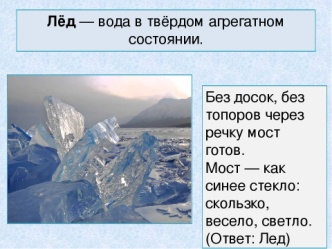 Лёд — вода в твёрдом агрегатном
состоянии.
Без досок, без
топоров через
речку мост
готов.
Мост — как
синее стекло:
скользко,
весело, светло.
(Ответ: Лед)